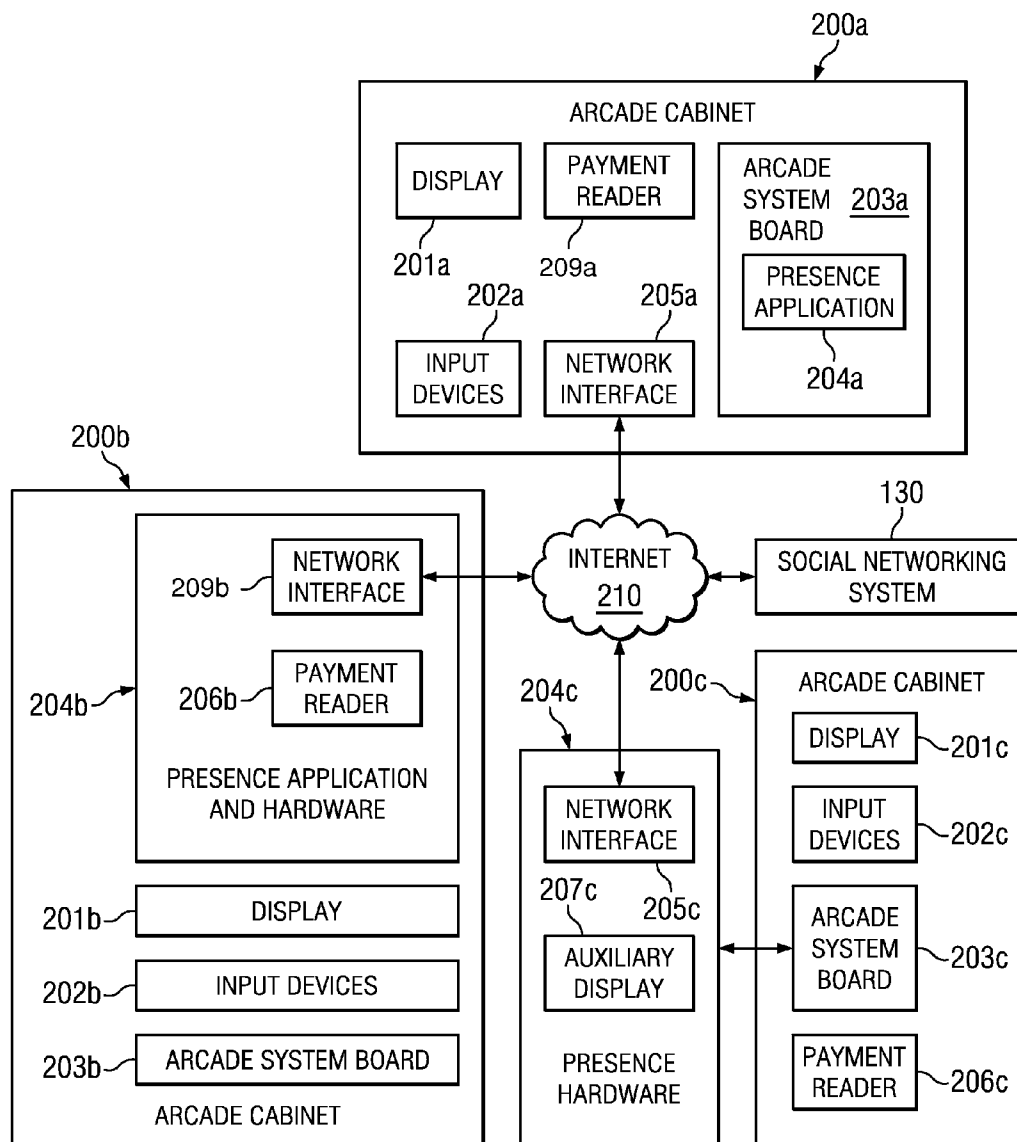 200a
ARCADE CABINET
DISPLAY
201a
PAYMENT
READER
209a
ARCADE
SYSTEM
BOARD
203a
PRESENCE
APPLICATION
204a
202a
INPUT
DEVICES
205a
NETWORK
INTERFACE
200b
NETWORK
INTERFACE
209b
PAYMENT
READER
206b
204b
PRESENCE APPLICATION
AND HARDWARE
201b
DISPLAY
202b
INPUT DEVICES
203b
ARCADE SYSTEM BOARD
ARCADE CABINET
INTERNET
210
130
SOCIAL NETWORKING
SYSTEM
204c
NETWORK
INTERFACE
205c
207c
AUXILIARY
DISPLAY
PRESENCE
HARDWARE
200c
ARCADE CABINET
DISPLAY
201c
INPUT
DEVICES
202c
ARCADE
SYSTEM
BOARD
203c
PAYMENT
READER
206c